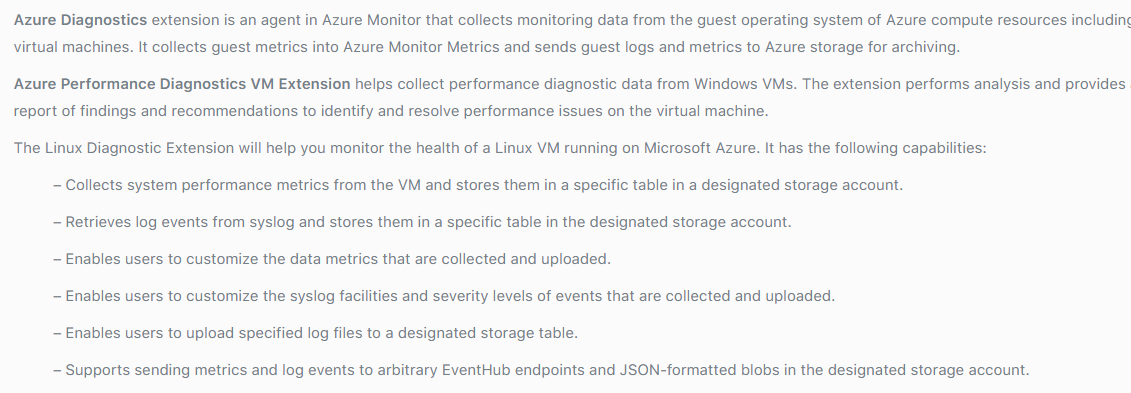 Azure Diagnostics extension is an agent in Azure Monitor that collects monitoring data from the guest operating system of Azure compute resources including
virtual machines. It collects guest metrics into Azure Monitor Metrics and sends guest logs and metrics to Azure storage for archiving.
Azure Performance Diagnostics VM Extension helps collect performance diagnostic data from Windows VMs. The extension performs analysis and provides
report of findings and recommendations to identify and resolve performance issues on the virtual machine.
The Linux Diagnostic Extension will help you monitor the health of a Linux VM running on Microsoft Azure. It has the following capabilities:
– Collects system performance metrics from the VM and stores them in a specific table in a designated storage account.
– Retrieves log events from syslog and stores them in a specific table in the designated storage account.
– Enables users to customize the data metrics that are collected and uploaded.
– Enables users to customize the syslog facilities and severity levels of events that are collected and uploaded.
– Enables users to upload specified log files to a designated storage table.
– Supports sending metrics and log events to arbitrary EventHub endpoints and JSON-formatted blobs in the designated storage account.